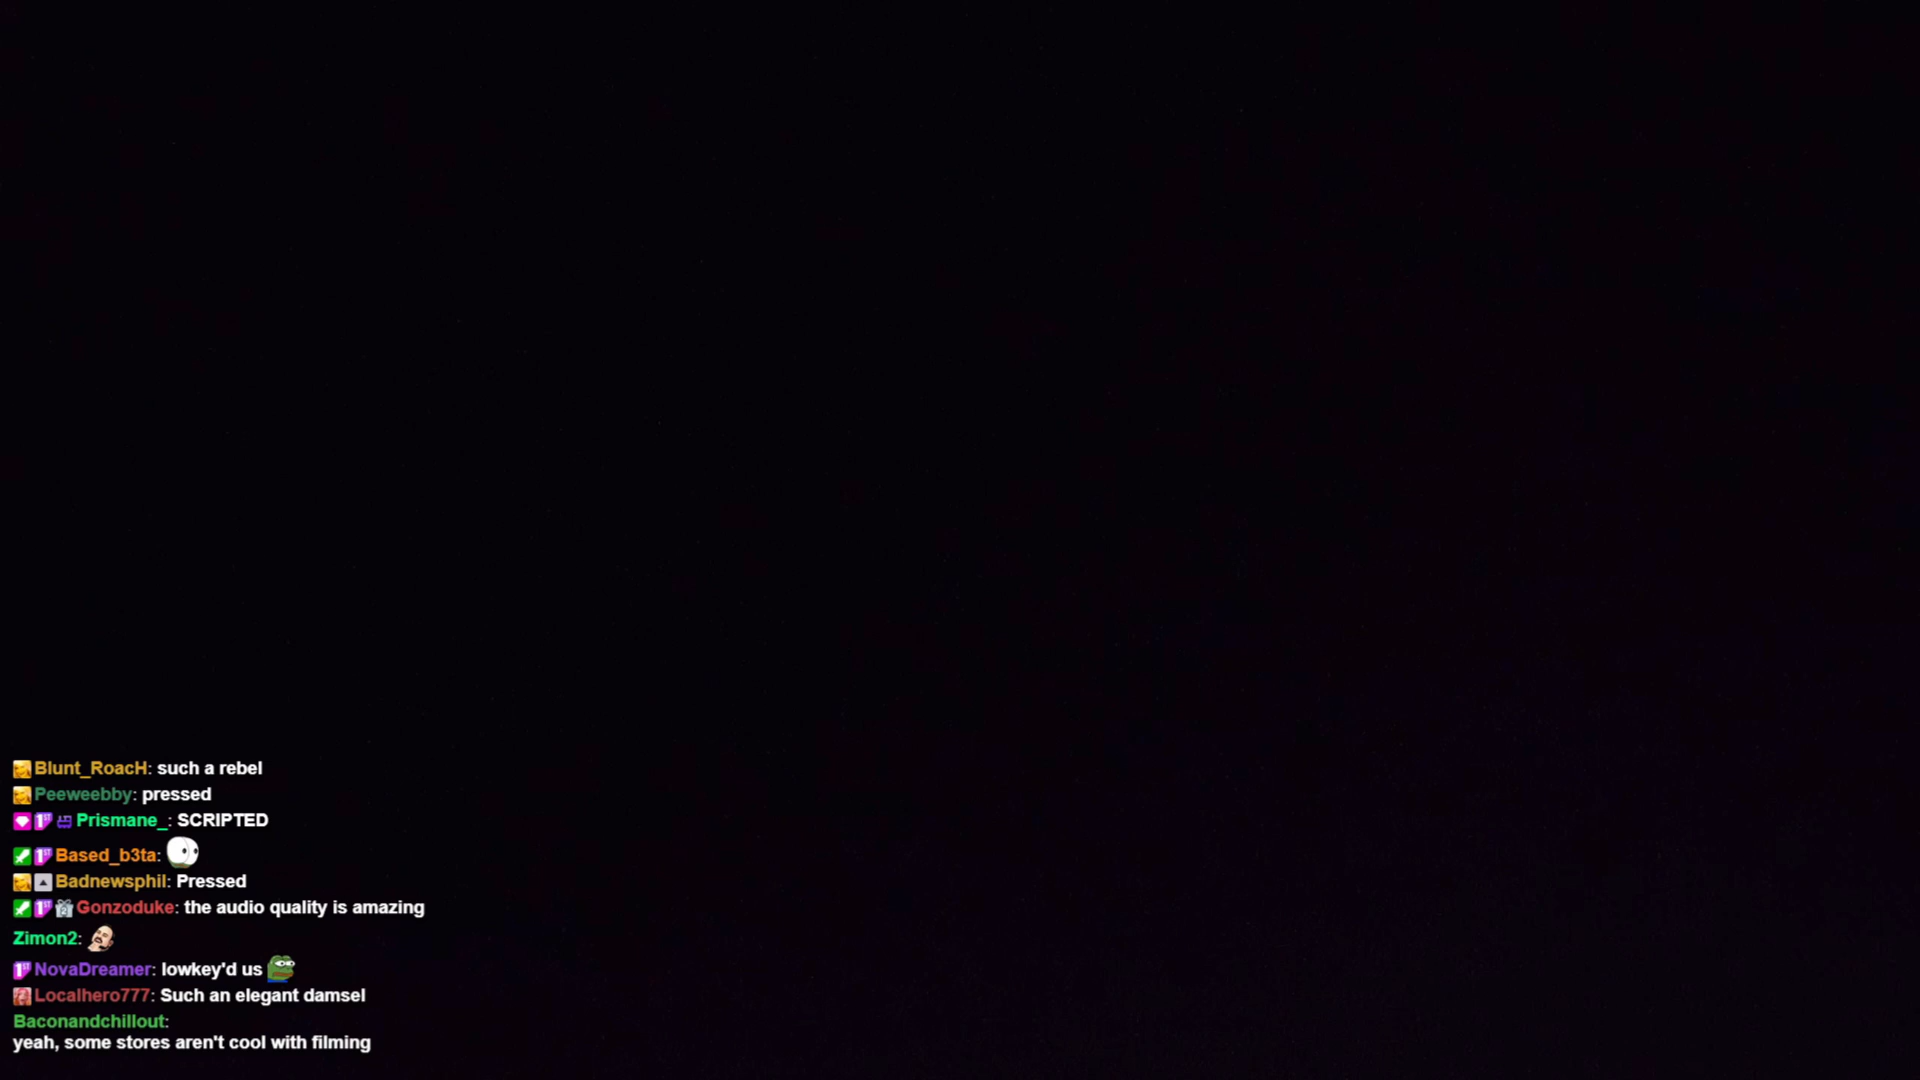 Blunt_RoacH: such a rebel
Peeweebby: pressed
Prismane_: SCRIPTED
Based_b3ta:
Badnewsphil: Pressed
Gonzoduke: the audio quality is amazing
Zimon2:
NovaDreamer: lowkey'd us
Localhero777: Such an elegant damsel
Baconandchillout:
yeah, some stores aren't cool with filming